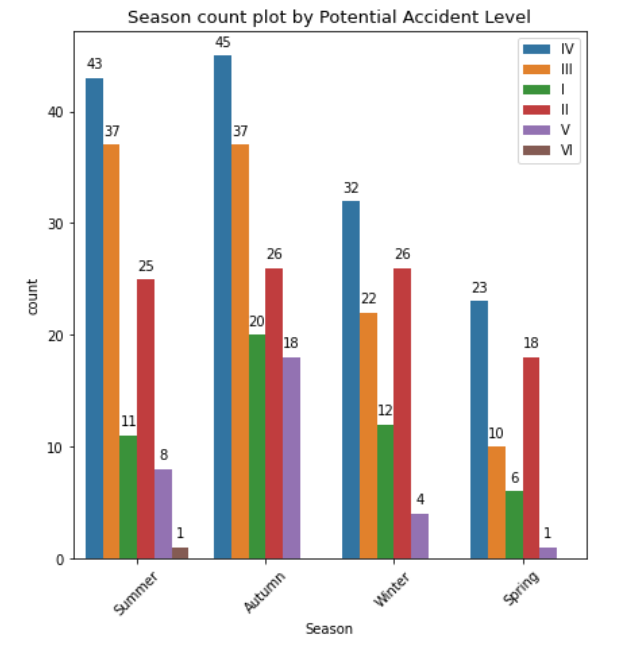 Season count plot by Potential Accident Level
IV
III
I
II
V
VI
43
37
11
25
8
1
45
37
20
26
18
32
22
12
26
4
23
10
6
18
1
40
30
20
10
0
count
Summer
Autumn
Winter
Spring
Season